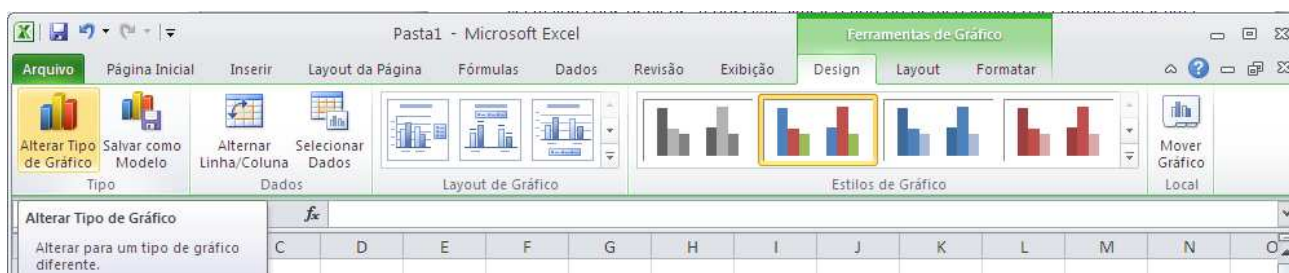 Pasta1 - Microsoft Excel
Ferramentas de Gráfico
Arquivo Página Inicial Inserir Layout da Página Fórmulas Dados Revisão Exibição Design Layout Formatar
Alterar Tipo de Gráfico
Salvar como Modelo
Alternar Linha/Coluna
Selecionar Dados
Mover Gráfico
Tipo Dados Layout de Gráfico Estilos de Gráfico Local
Alterar Tipo de Gráfico
fx
Alterar para um tipo de gráfico
diferente.
C D E F G H I J K L M N O